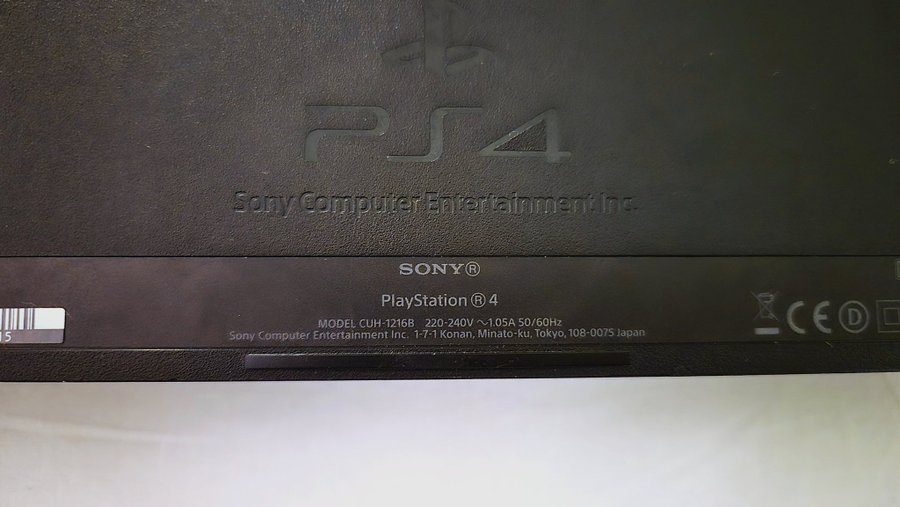 PS4
Sony Computer Entertainment Inc.
SONY®
PlayStation®4
MODEL CUH-1216B 220-240V ~1.05A 50/60Hz
Sony Computer Entertainment Inc. 1-7-1 Konan, Minato-ku, Tokyo, 108-0075 Japan
15
CE D